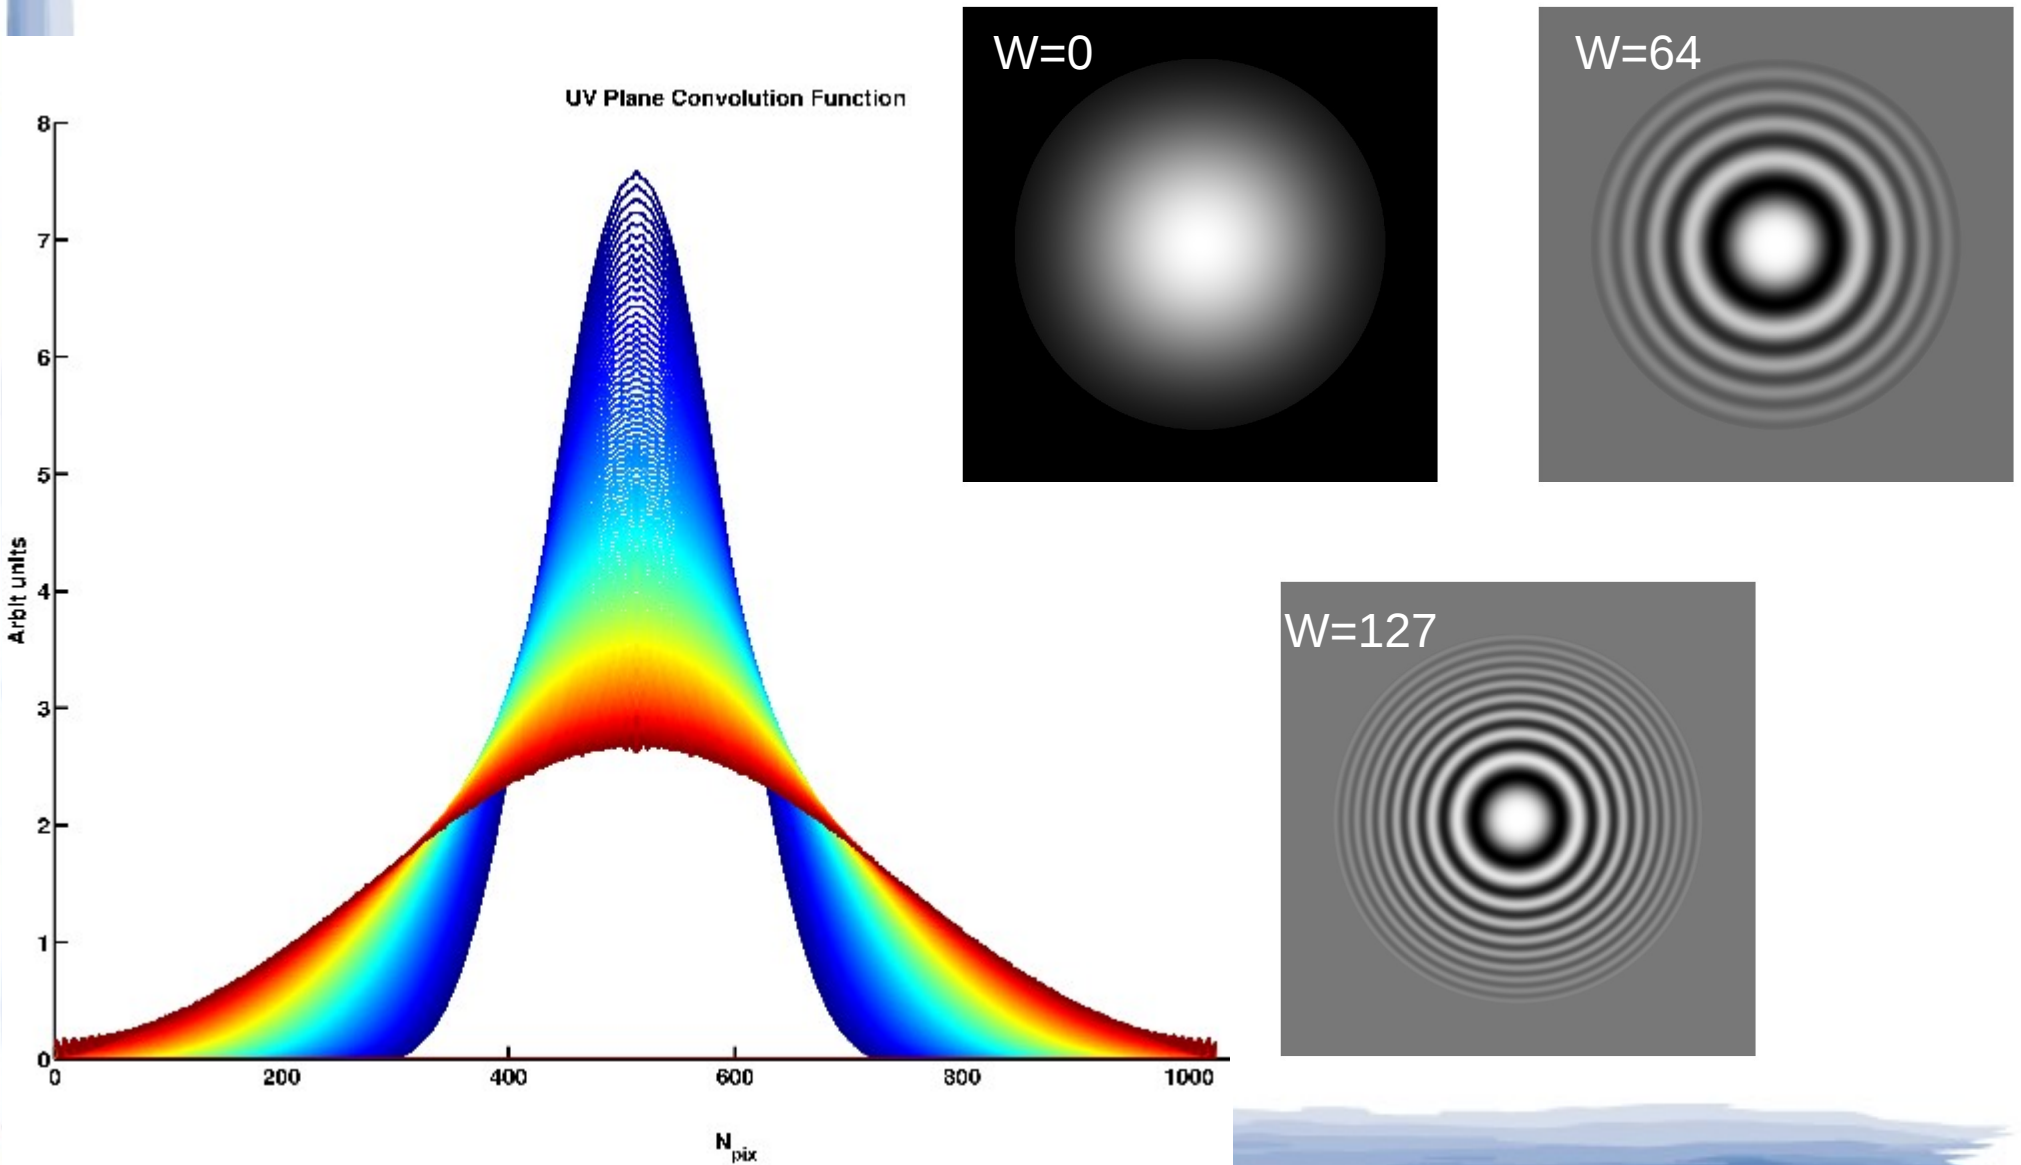 UV Plane Convolution Function
8
7
6
5
4
3
2
1
0
Arbit units
0 200 400 600 800 1000
N_pix
W=0
W=64
W=127